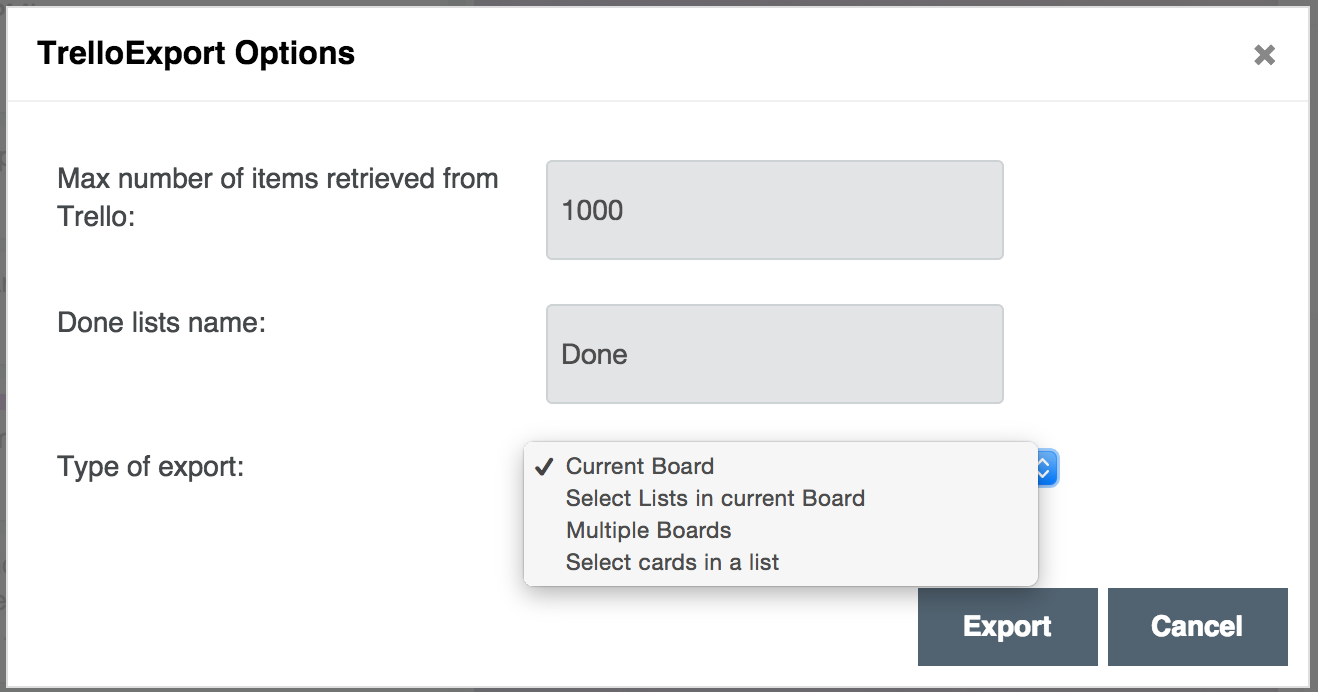 TrelloExport Options
Max number of items retrieved from
Trello:
1000
Done lists name:
Done
Type of export:
✔ Current Board
Select Lists in current Board
Multiple Boards
Select cards in a list
Export
Cancel